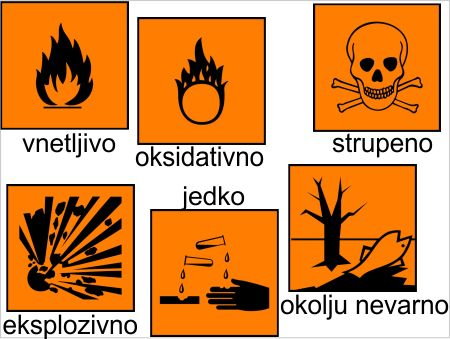 vnetljivo
oksidativno
strupeno
jedko
eksplozivno
okolju nevarno